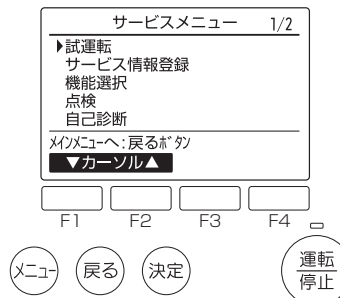 サービスメニュー 1/2
▶試運転
サービス情報登録
機能選択
点検
自己診断
ﾒｲﾝﾒﾆｭｰへ:戻るﾎﾞﾀﾝ
▼カーソル▲
F1 F2 F3 F4
メニュー 戻る 決定 運転
停止